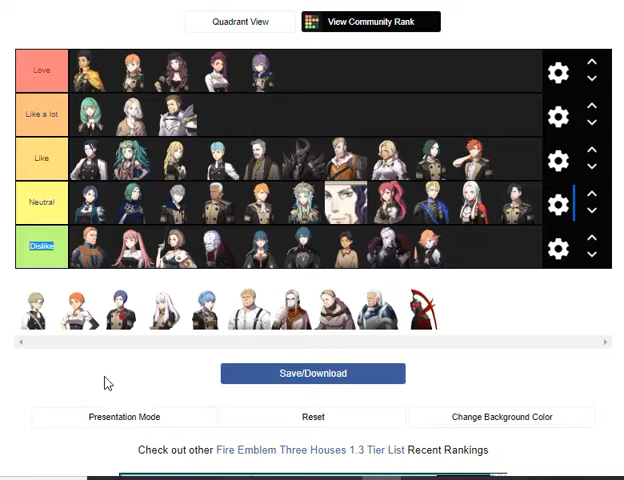 Quadrant View
View Community Rank
Love
Like a lot
Like
Neutral
Dislike
Save/Download
Presentation Mode
Reset
Change Background Color
Check out other Fire Emblem Three Houses 1.3 Tier List Recent Rankings